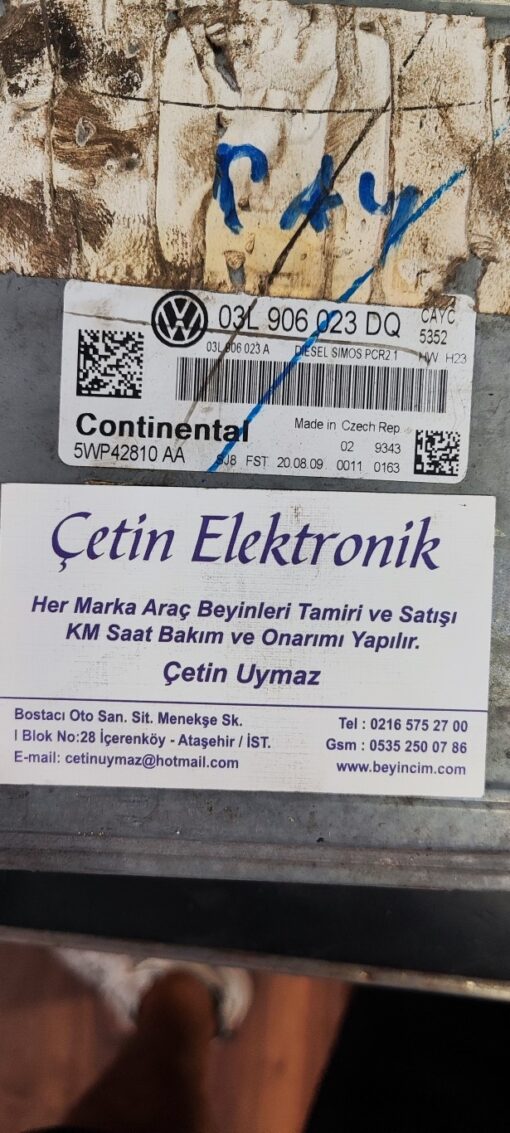 03L 906 023 DQ
CAYC
5352
03L 906 023 A DIESEL SIMOS PCR2.1 HW H23
Continental
Made in Czech Rep
02 9343
5WP42810 AA
SJ8 FST 20.08.09 0011 0163
Çetin Elektronik
Her Marka Araç Beyinleri Tamiri ve Satışı
KM Saat Bakım ve Onarımı Yapılır.
Çetin Uymaz
Bostacı Oto San. Sit. Menekşe Sk.
I Blok No:28 İçerenköy - Ataşehir / İST.
E-mail: cetinuymaz@hotmail.com
Tel : 0216 575 27 00
Gsm : 0535 250 07 86
www.beyincim.com